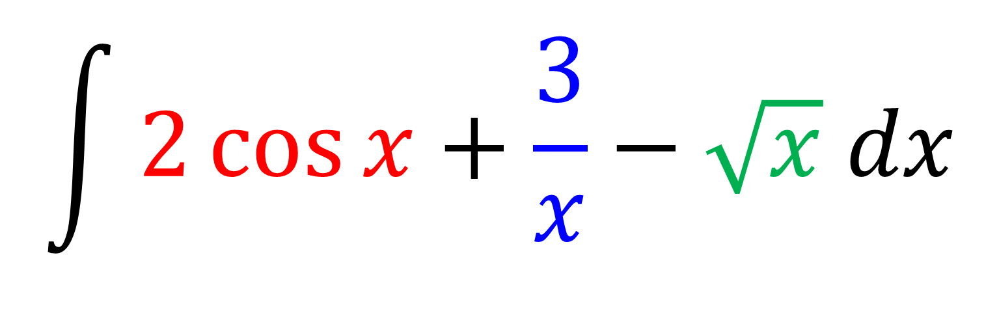 ∫ 2 cos x + 3/x − √x dx